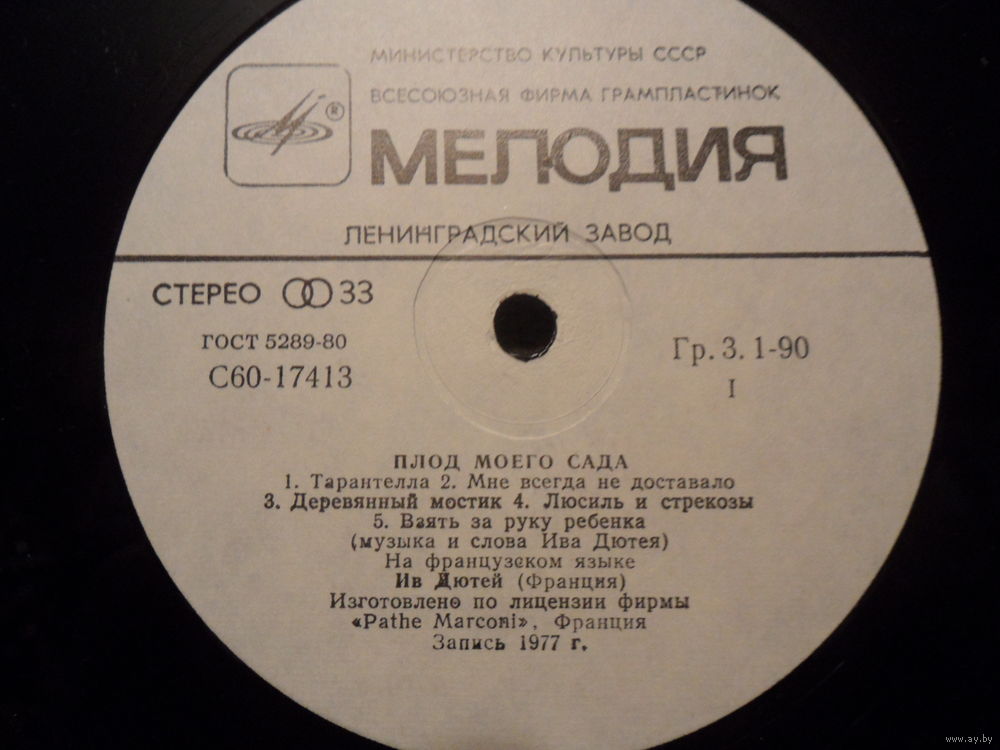 МИНИСТЕРСТВО КУЛЬТУРЫ СССР
ВСЕСОЮЗНАЯ ФИРМА ГРАМПЛАСТИНОК
®
МЕЛОДИЯ
ЛЕНИНГРАДСКИЙ ЗАВОД
СТЕРЕО 33
ГОСТ 5289-80
С60-17413
Гр. 3. 1-90
I
ПЛОД МОЕГО САДА
1. Тарантелла 2. Мне всегда не доставало
3. Деревянный мостик 4. Люсиль и стрекозы
5. Взять за руку ребенка
(музыка и слова Ива Дютея)
На французском языке
Ив Дютей (Франция)
Изготовлено по лицензии фирмы
«Pathe Marconi», Франция
Запись 1977 г.
www.ay.by